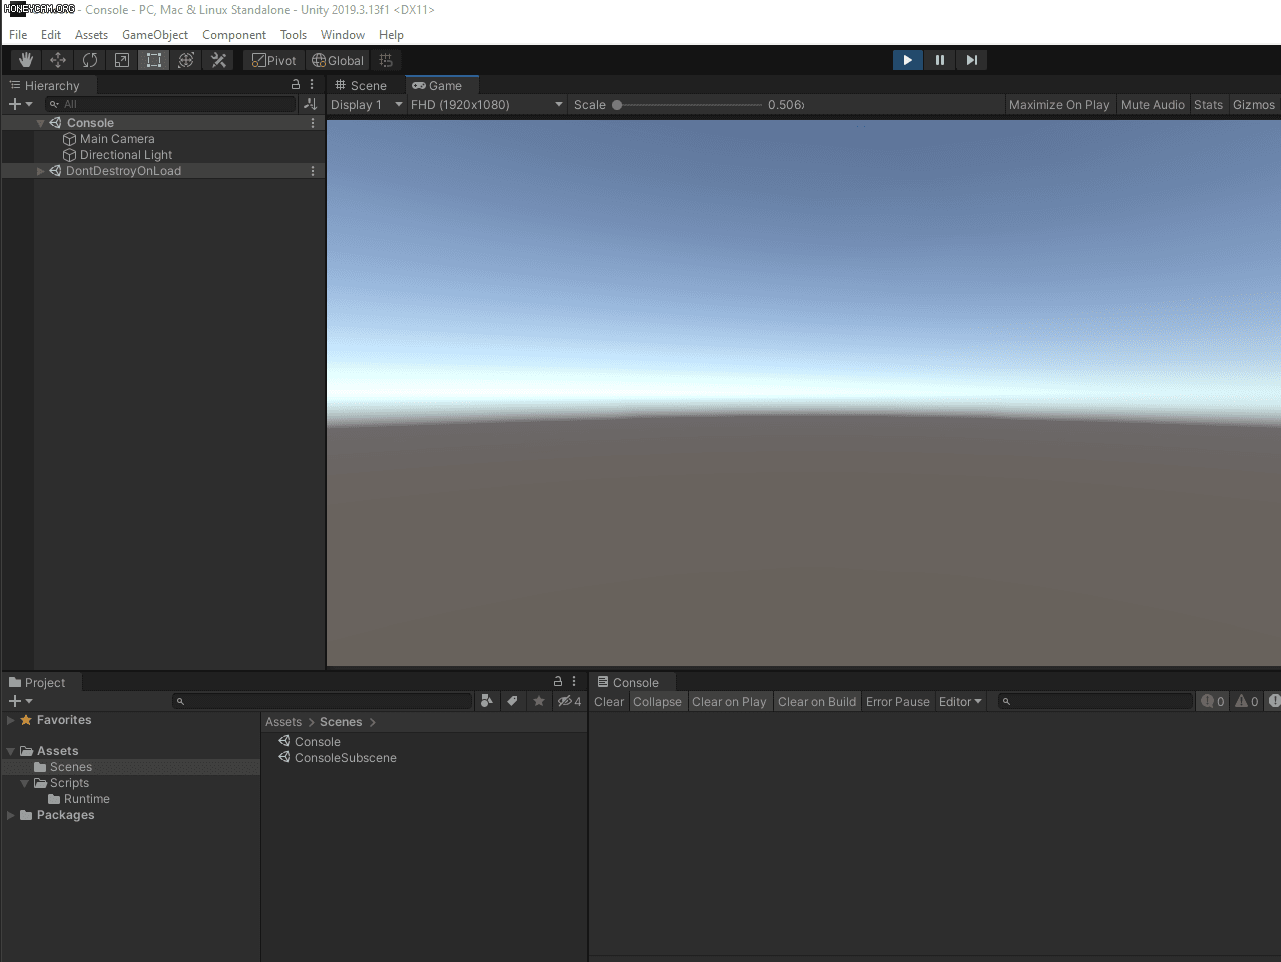 HONEYCAM.ORG - Console - PC, Mac & Linux Standalone - Unity 2019.3.13f1 <DX11>
File Edit Assets GameObject Component Tools Window Help
Pivot Global
Hierarchy
All
Console
Main Camera
Directional Light
DontDestroyOnLoad
Scene Game
Display 1 FHD (1920x1080) Scale 0.506x Maximize On Play Mute Audio Stats Gizmos
Project
4
Favorites
Assets
Scenes
Scripts
Runtime
Packages
Assets > Scenes >
Console
ConsoleSubscene
Console
Clear Collapse Clear on Play Clear on Build Error Pause Editor 0 0